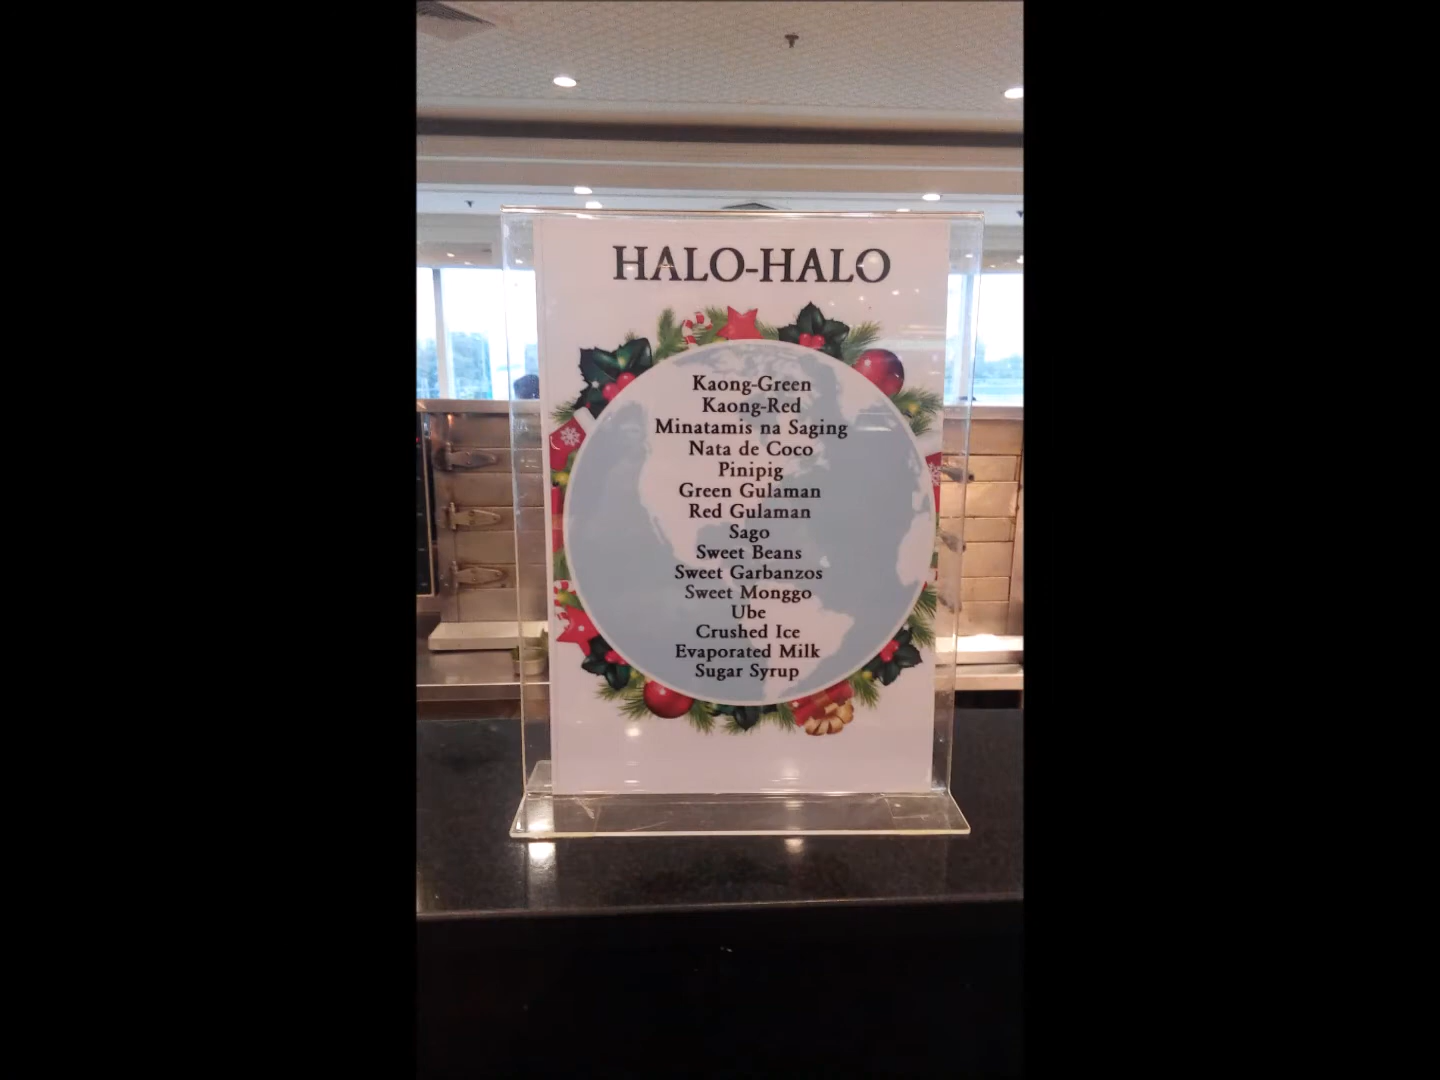 HALO-HALO
Kaong-Green
Kaong-Red
Minatamis na Saging
Nata de Coco
Pinipig
Green Gulaman
Red Gulaman
Sago
Sweet Beans
Sweet Garbanzos
Sweet Monggo
Ube
Crushed Ice
Evaporated Milk
Sugar Syrup